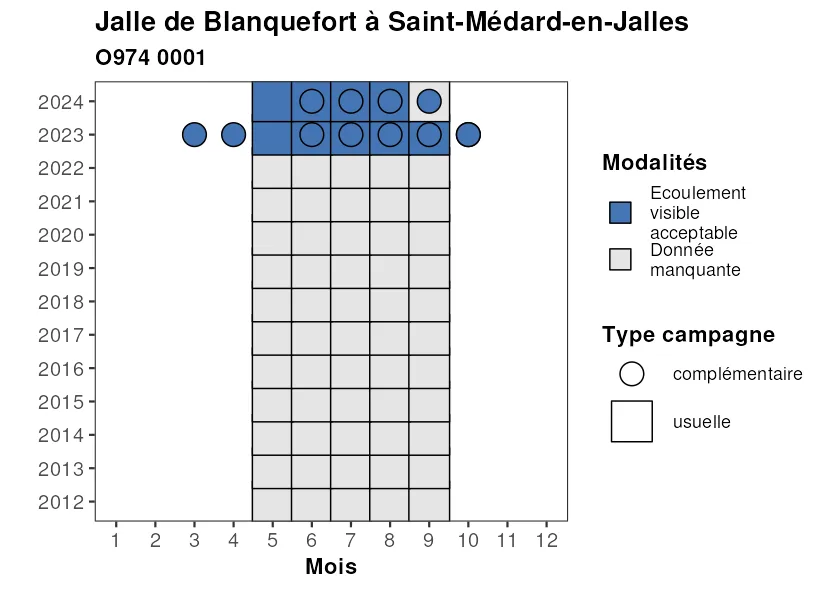 Jalle de Blanquefort à Saint-Médard-en-Jalles
O974 0001
2024
2023
2022
2021
2020
2019
2018
2017
2016
2015
2014
2013
2012
1 2 3 4 5 6 7 8 9 10 11 12
Mois
Modalités
Ecoulement
visible
acceptable
Donnée
manquante
Type campagne
complémentaire
usuelle